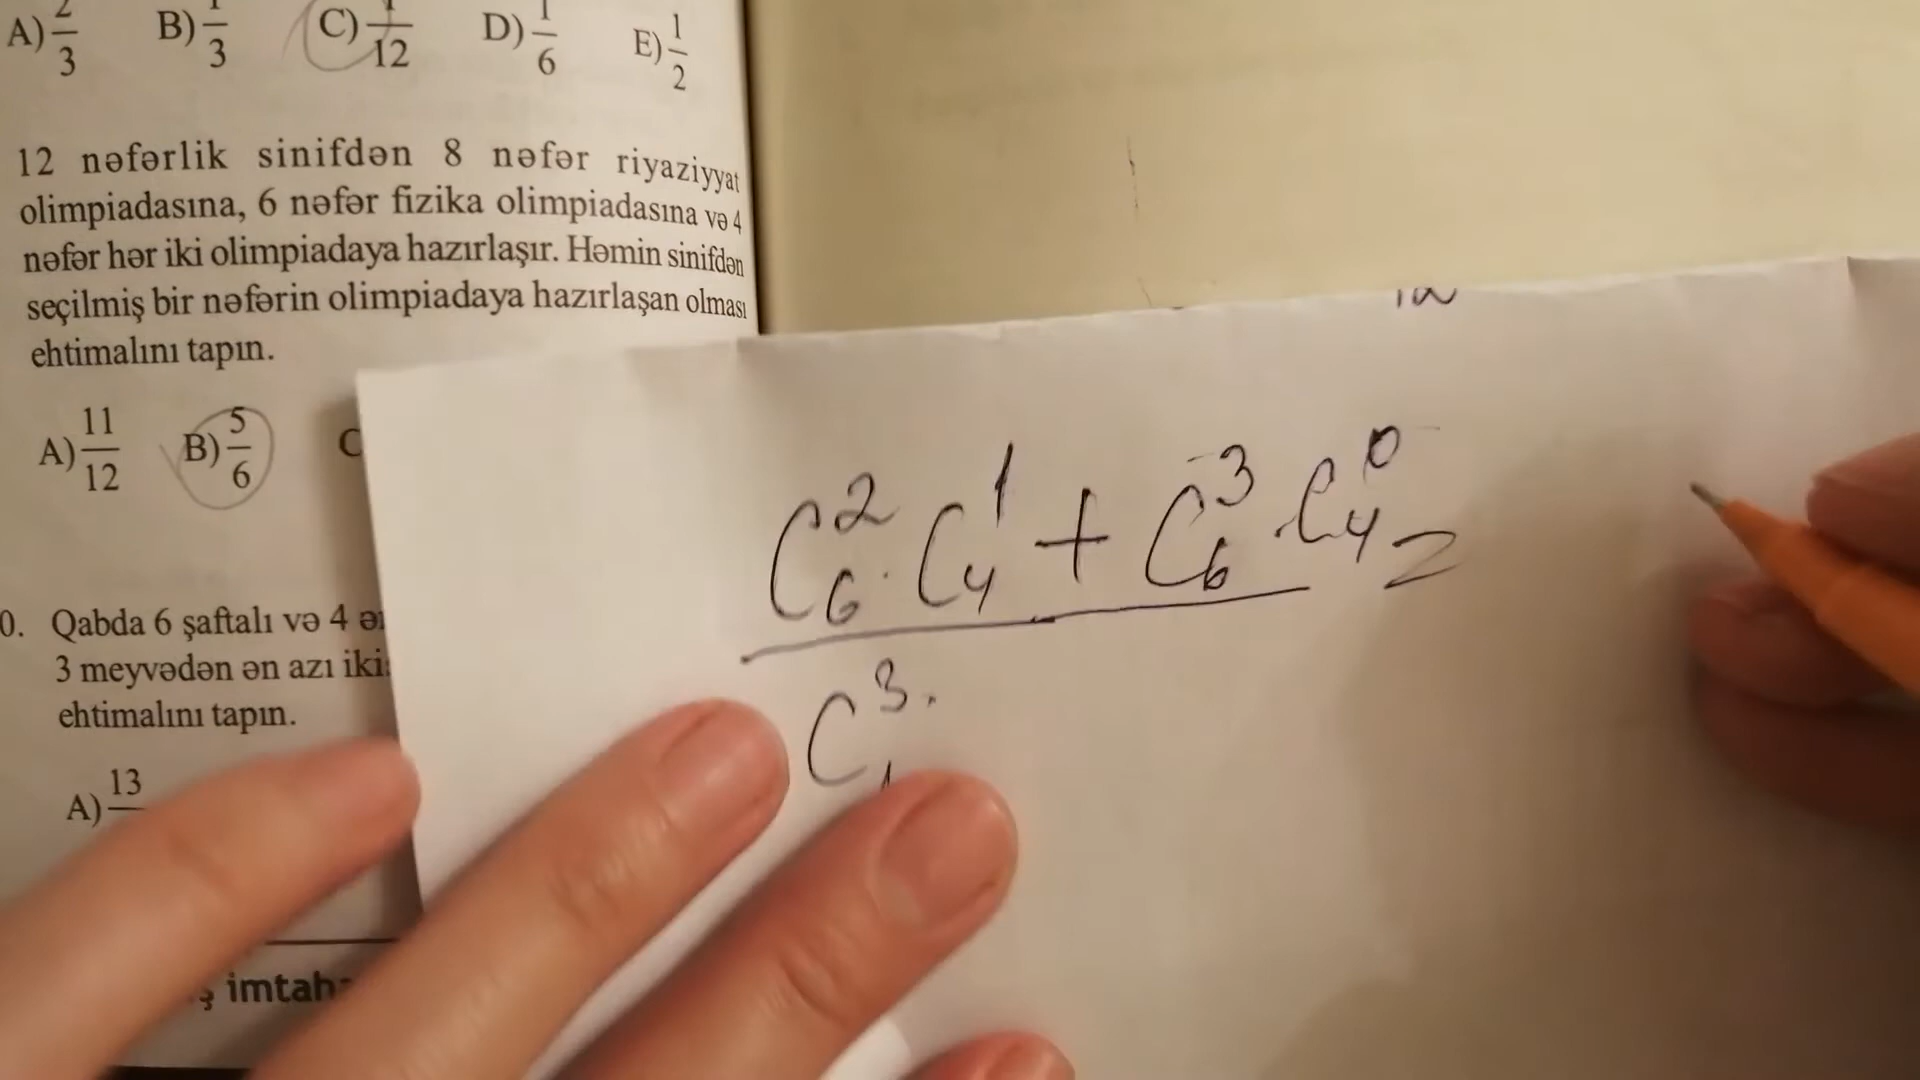 A) 2/3 B) 1/3 C) 1/12 D) 1/6 E) 1/2
12 nəfərlik sinifdən 8 nəfər riyaziyyat
olimpiadasına, 6 nəfər fizika olimpiadasına və 4
nəfər hər iki olimpiadaya hazırlaşır. Həmin sinifdən
seçilmiş bir nəfərin olimpiadaya hazırlaşan olması
ehtimalını tapın.
A) 11/12 B) 5/6 C
0. Qabda 6 şaftalı və 4
3 meyvədən ən azı iki
ehtimalını tapın.
A) 13
imtah
C₆² · C₄¹ + C₆³ · C₄⁰ =
C³